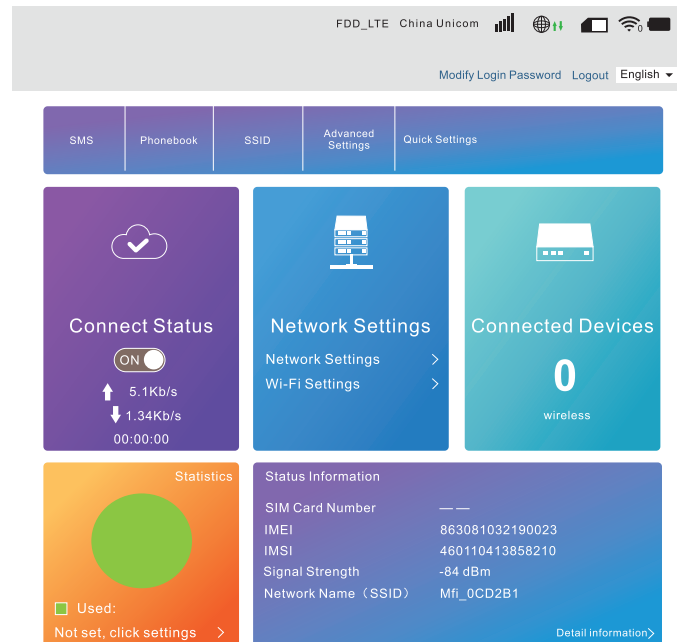 FDD_LTE China Unicom
0
Modify Login Password Logout English
SMS Phonebook SSID Advanced Settings Quick Settings
Connect Status
ON
5.1Kb/s
1.34Kb/s
00:00:00
Network Settings
Network Settings >
Wi-Fi Settings >
Connected Devices
0
wireless
Statistics
Used:
Not set, click settings >
Status Information
SIM Card Number — —
IMEI 863081032190023
IMSI 460110413858210
Signal Strength -84 dBm
Network Name（SSID） Mfi_0CD2B1
Detail information>